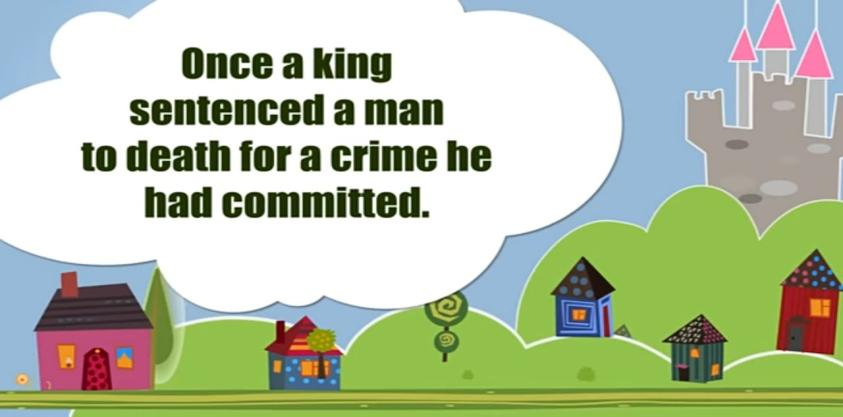 Once a king
sentenced a man
to death for a crime he
had committed.